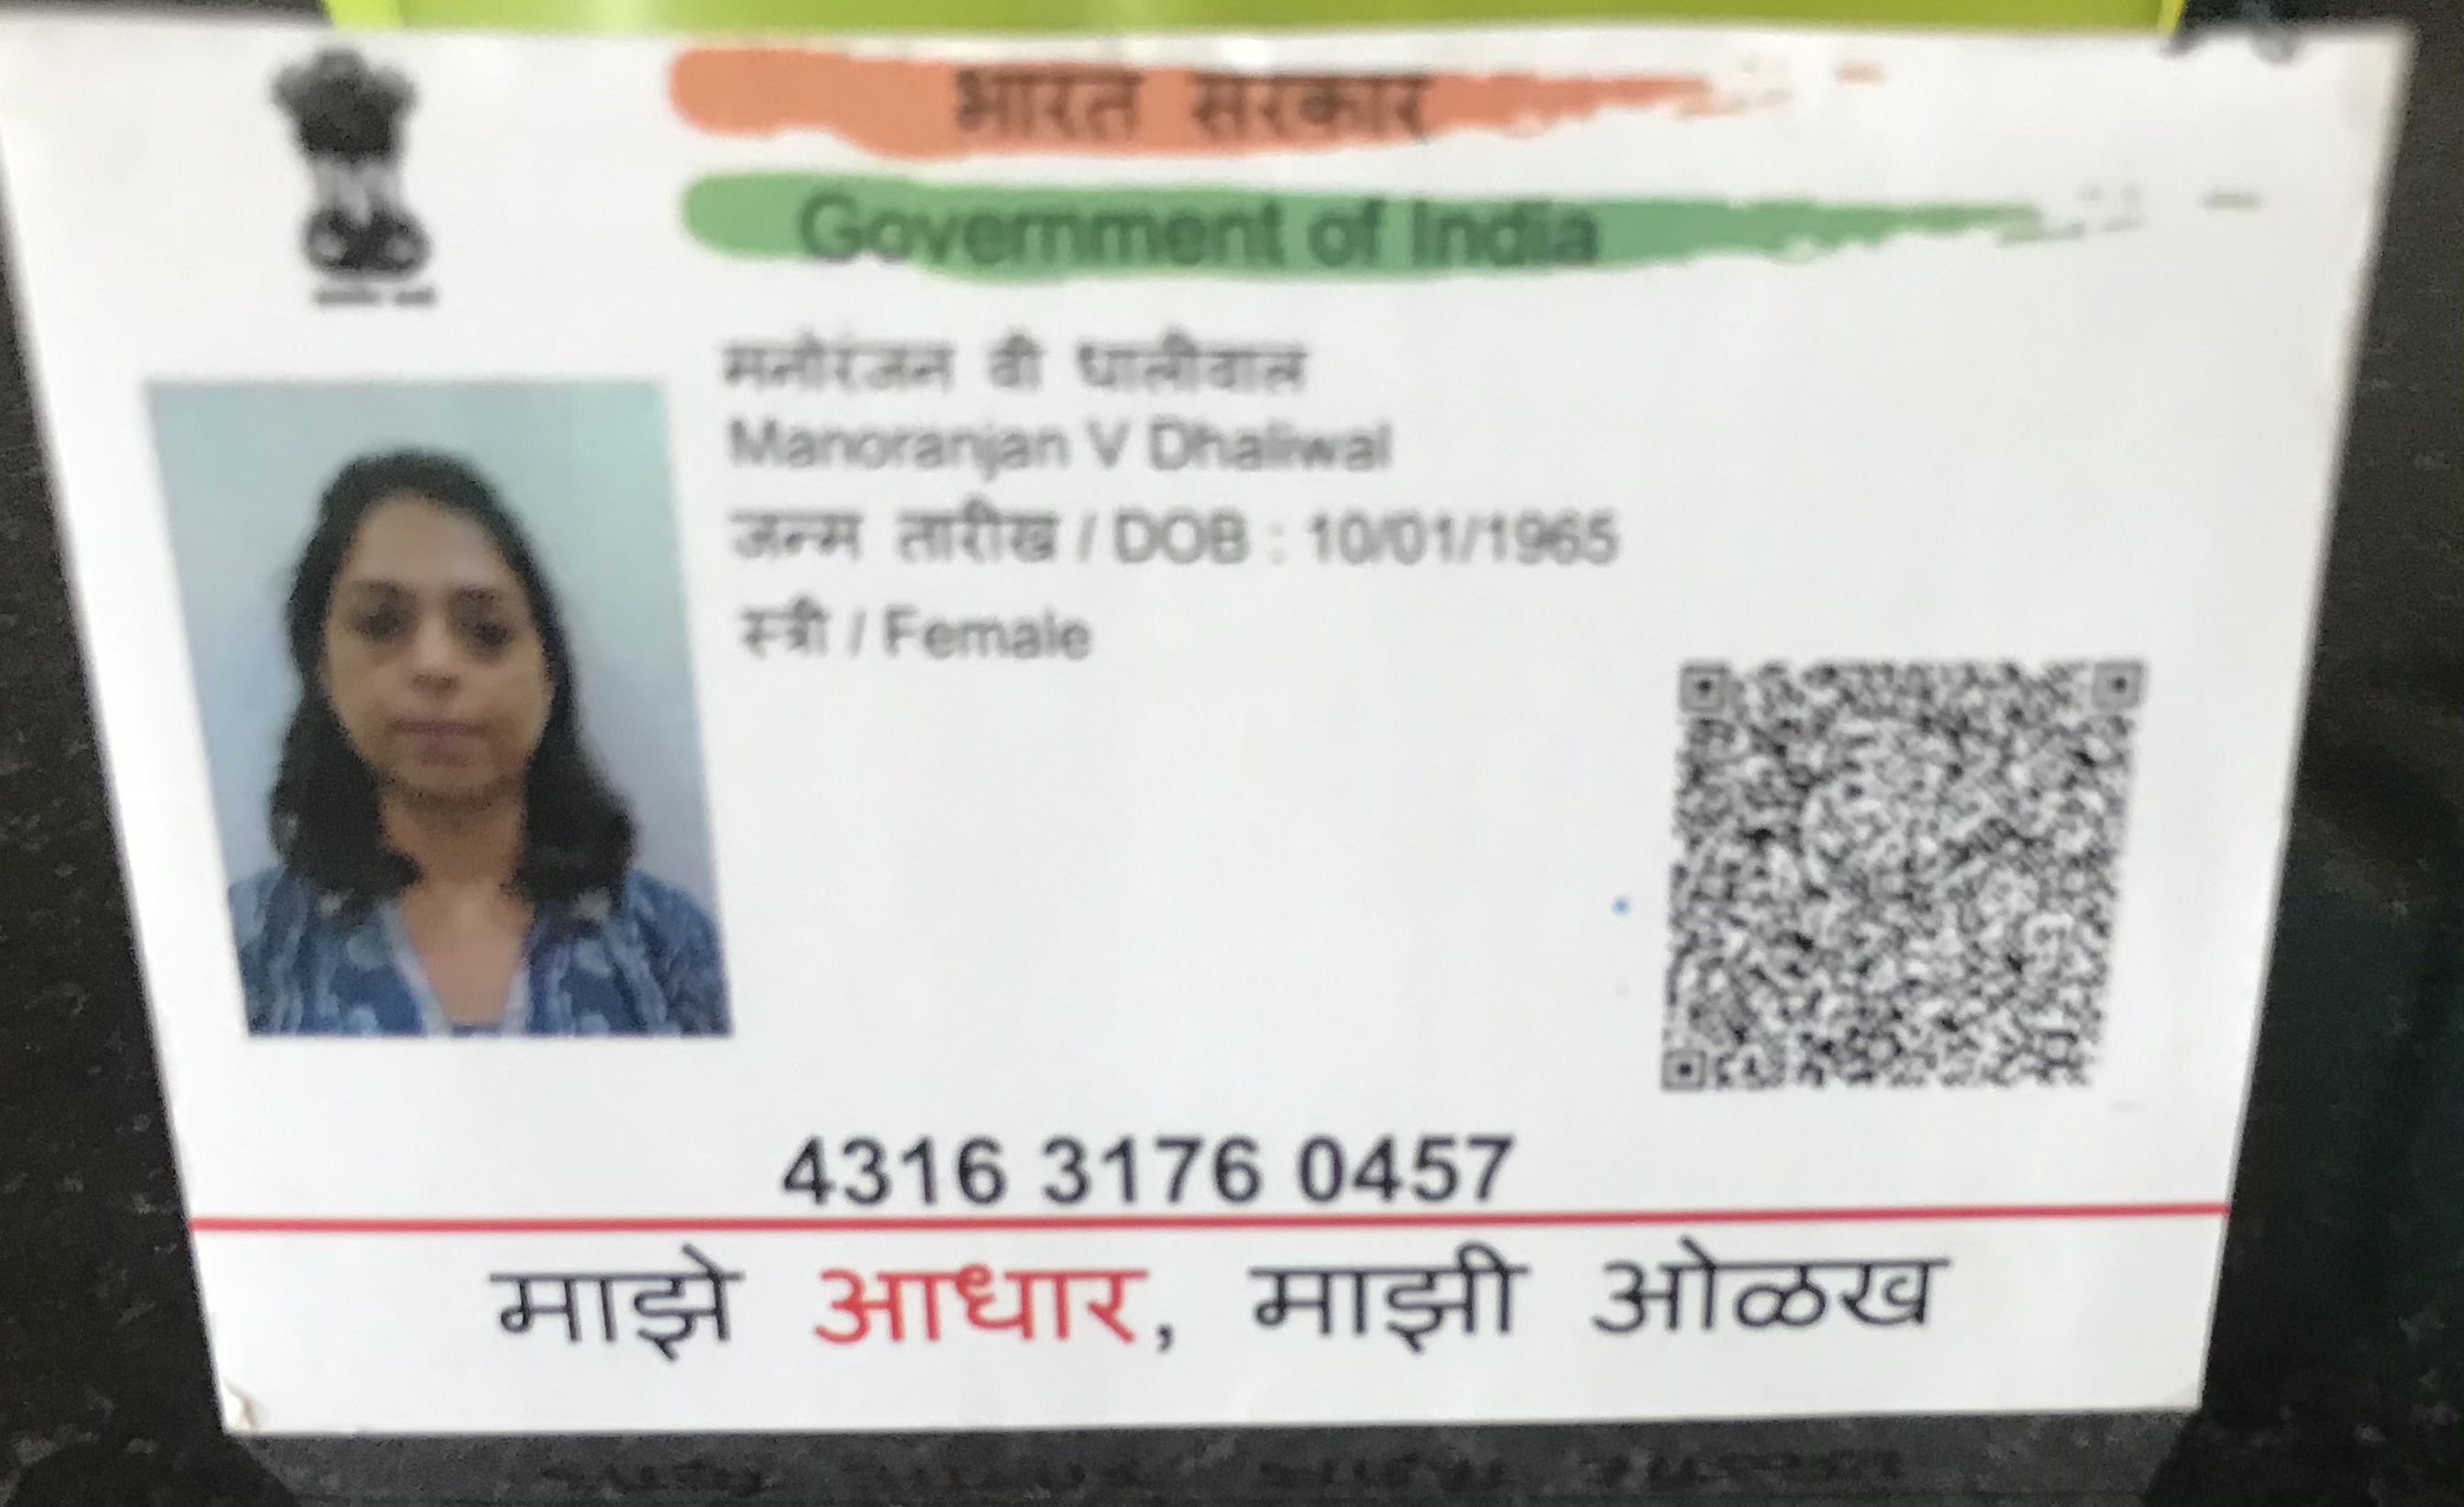 भारत सरकार
Government of India
मनोरंजन वी धालीवाल
Manoranjan V Dhaliwal
जन्म तारीख / DOB : 10/01/1965
स्त्री / Female
4316 3176 0457
माझे आधार, माझी ओळख